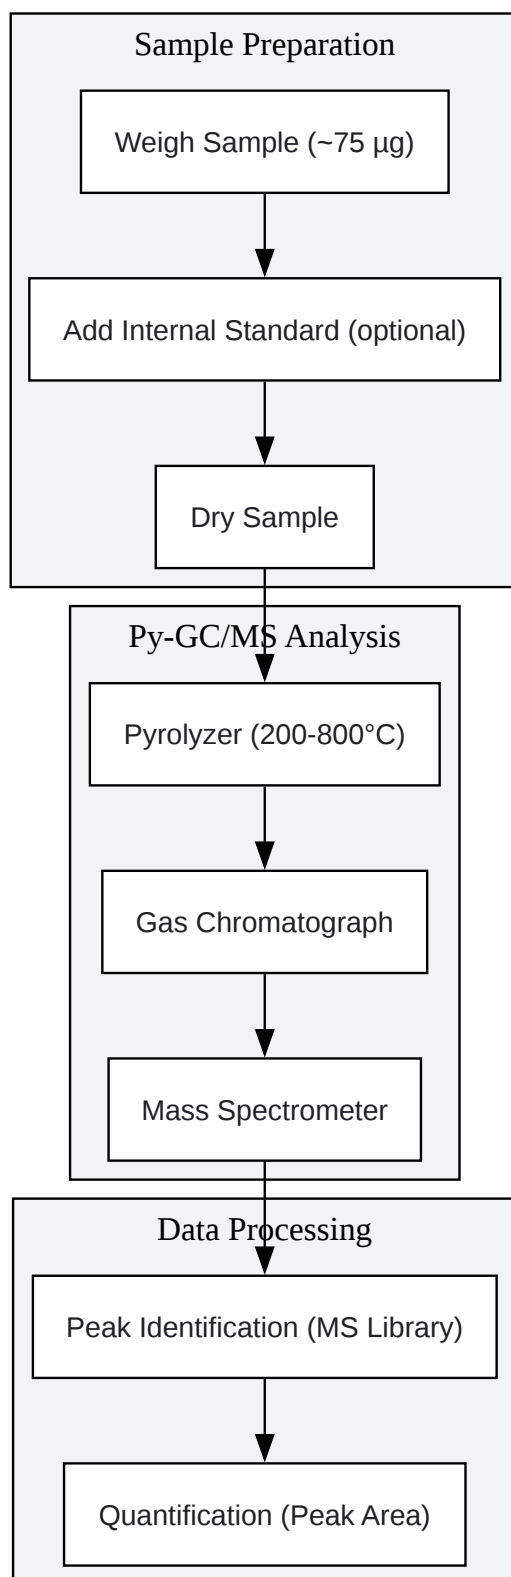 Sample Preparation
Weigh Sample (~75 µg)
Add Internal Standard (optional)
Dry Sample
Py-GC/MS Analysis
Pyrolyzer (200-800°C)
Gas Chromatograph
Mass Spectrometer
Data Processing
Peak Identification (MS Library)
Quantification (Peak Area)